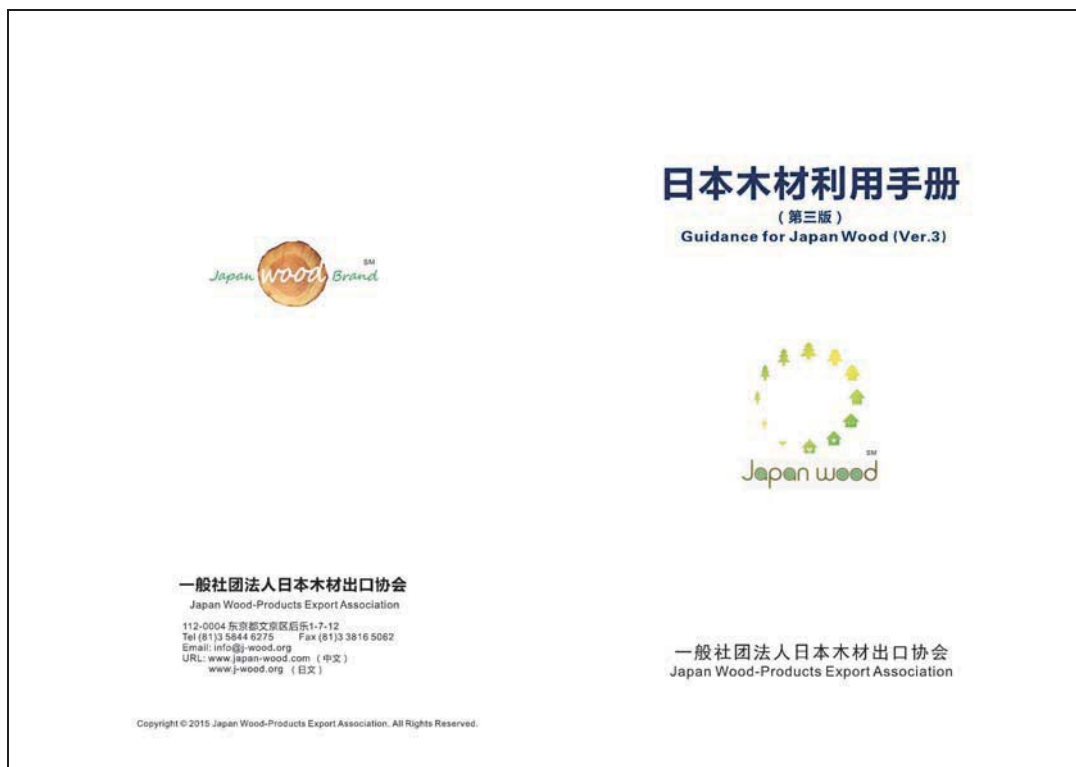 Japan wood Brand SM
一般社团法人日本木材出口协会
Japan Wood-Products Export Association
112-0004 东京都文京区后乐1-7-12
Tel (81)3 5844 6275 Fax (81)3 3816 5062
Email: info@j-wood.org
URL: www.japan-wood.com（中文）
www.j-wood.org（日文）
Copyright © 2015 Japan Wood-Products Export Association. All Rights Reserved.
日本木材利用手册
（第三版）
Guidance for Japan Wood (Ver.3)
SM
Japan wood
一般社团法人日本木材出口协会
Japan Wood-Products Export Association